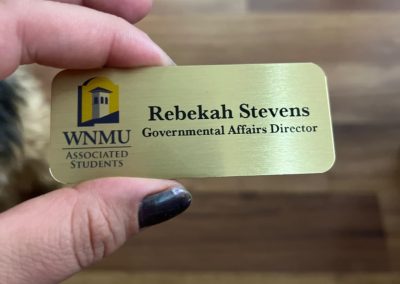 WNMU
ASSOCIATED
STUDENTS
Rebekah Stevens
Governmental Affairs Director